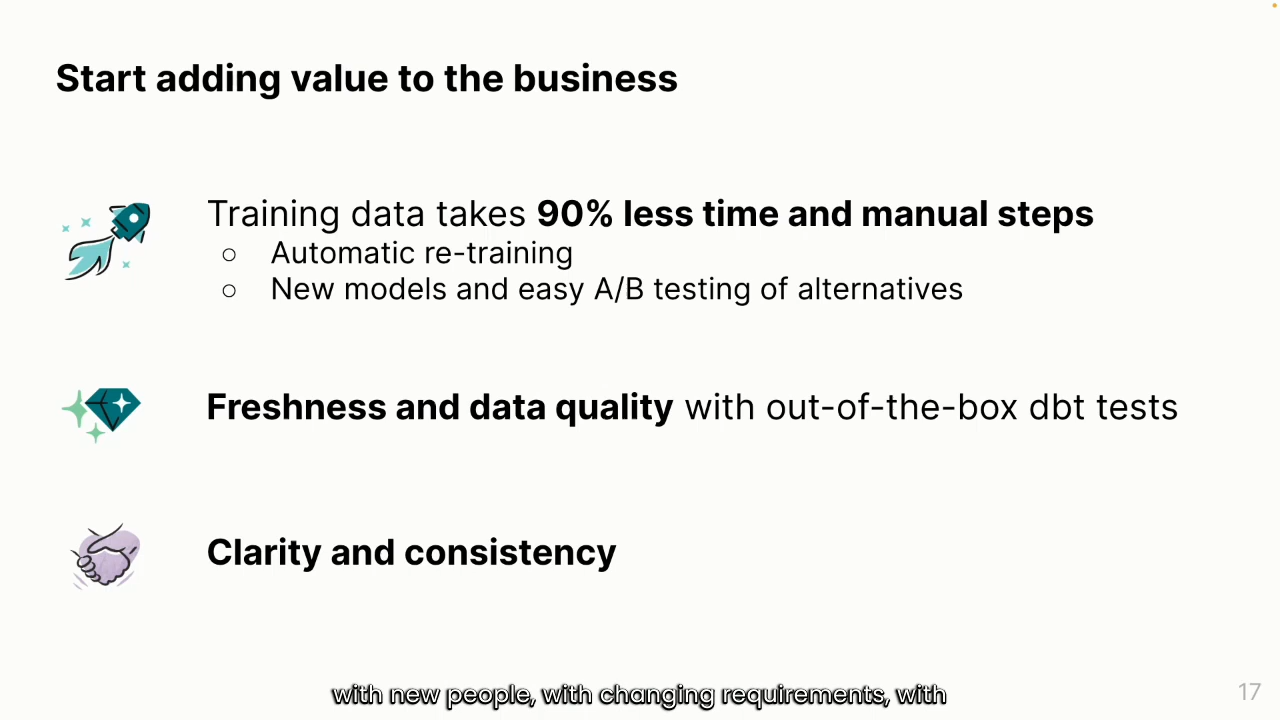 Start adding value to the business
Training data takes 90% less time and manual steps
○ Automatic re-training
○ New models and easy A/B testing of alternatives
Freshness and data quality with out-of-the-box dbt tests
Clarity and consistency
with new people, with changing requirements, with
17